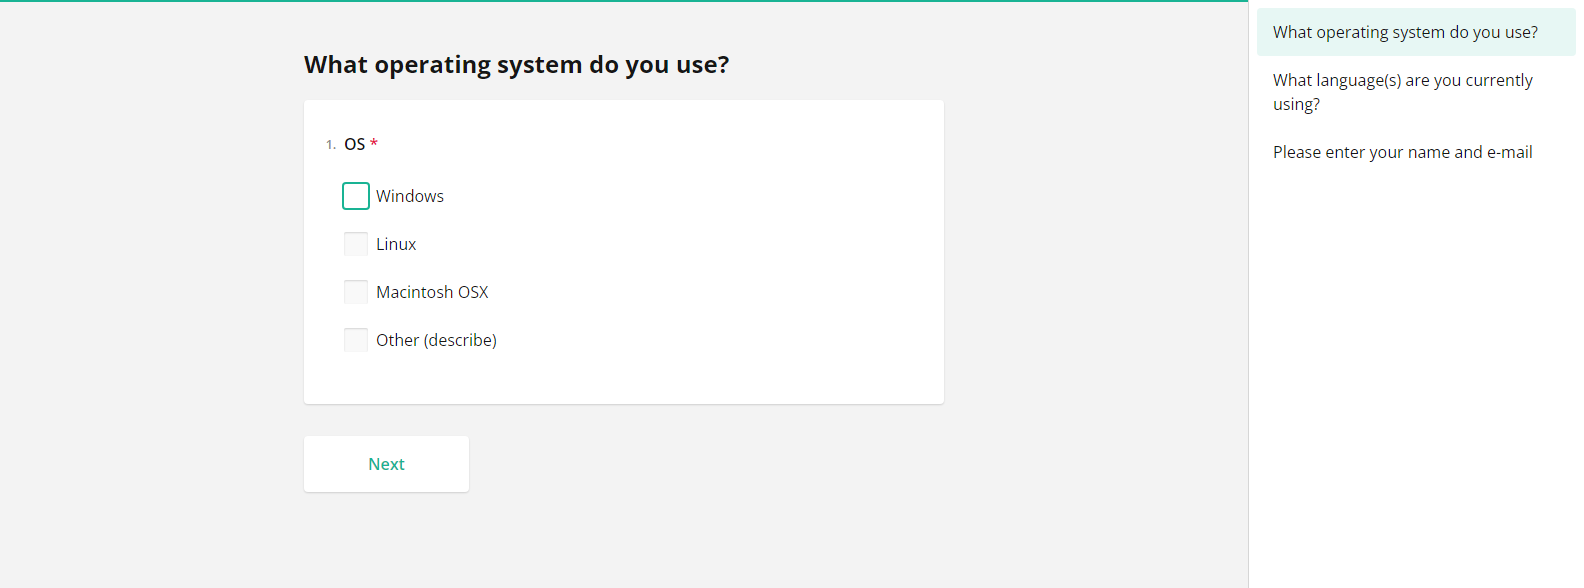 What operating system do you use?
1. OS *
Windows
Linux
Macintosh OSX
Other (describe)
Next
What operating system do you use?
What language(s) are you currently
using?
Please enter your name and e-mail